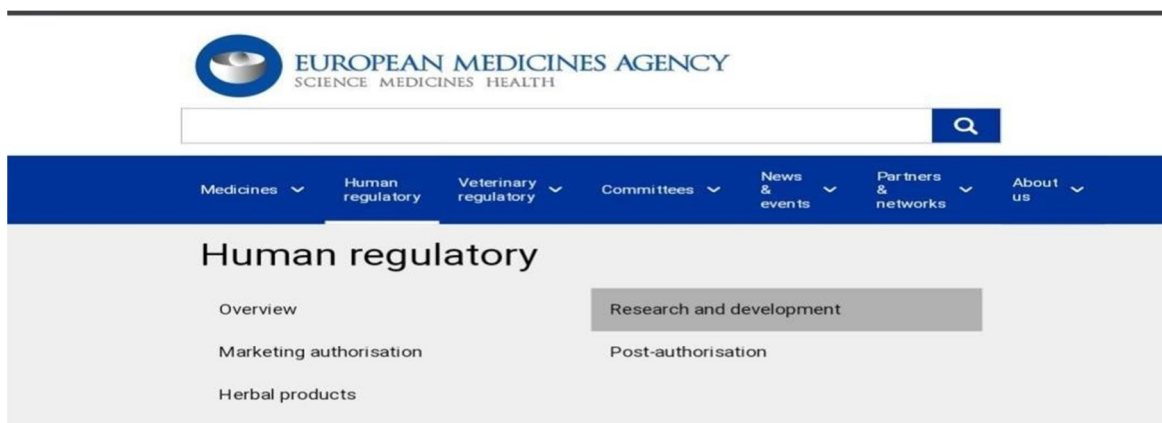 EUROPEAN MEDICINES AGENCY
SCIENCE MEDICINES HEALTH
Medicines
Human
regulatory
Veterinary
regulatory
Committees
News
&
events
Partners
&
networks
About
us
Human regulatory
Overview
Research and development
Marketing authorisation
Post-authorisation
Herbal products